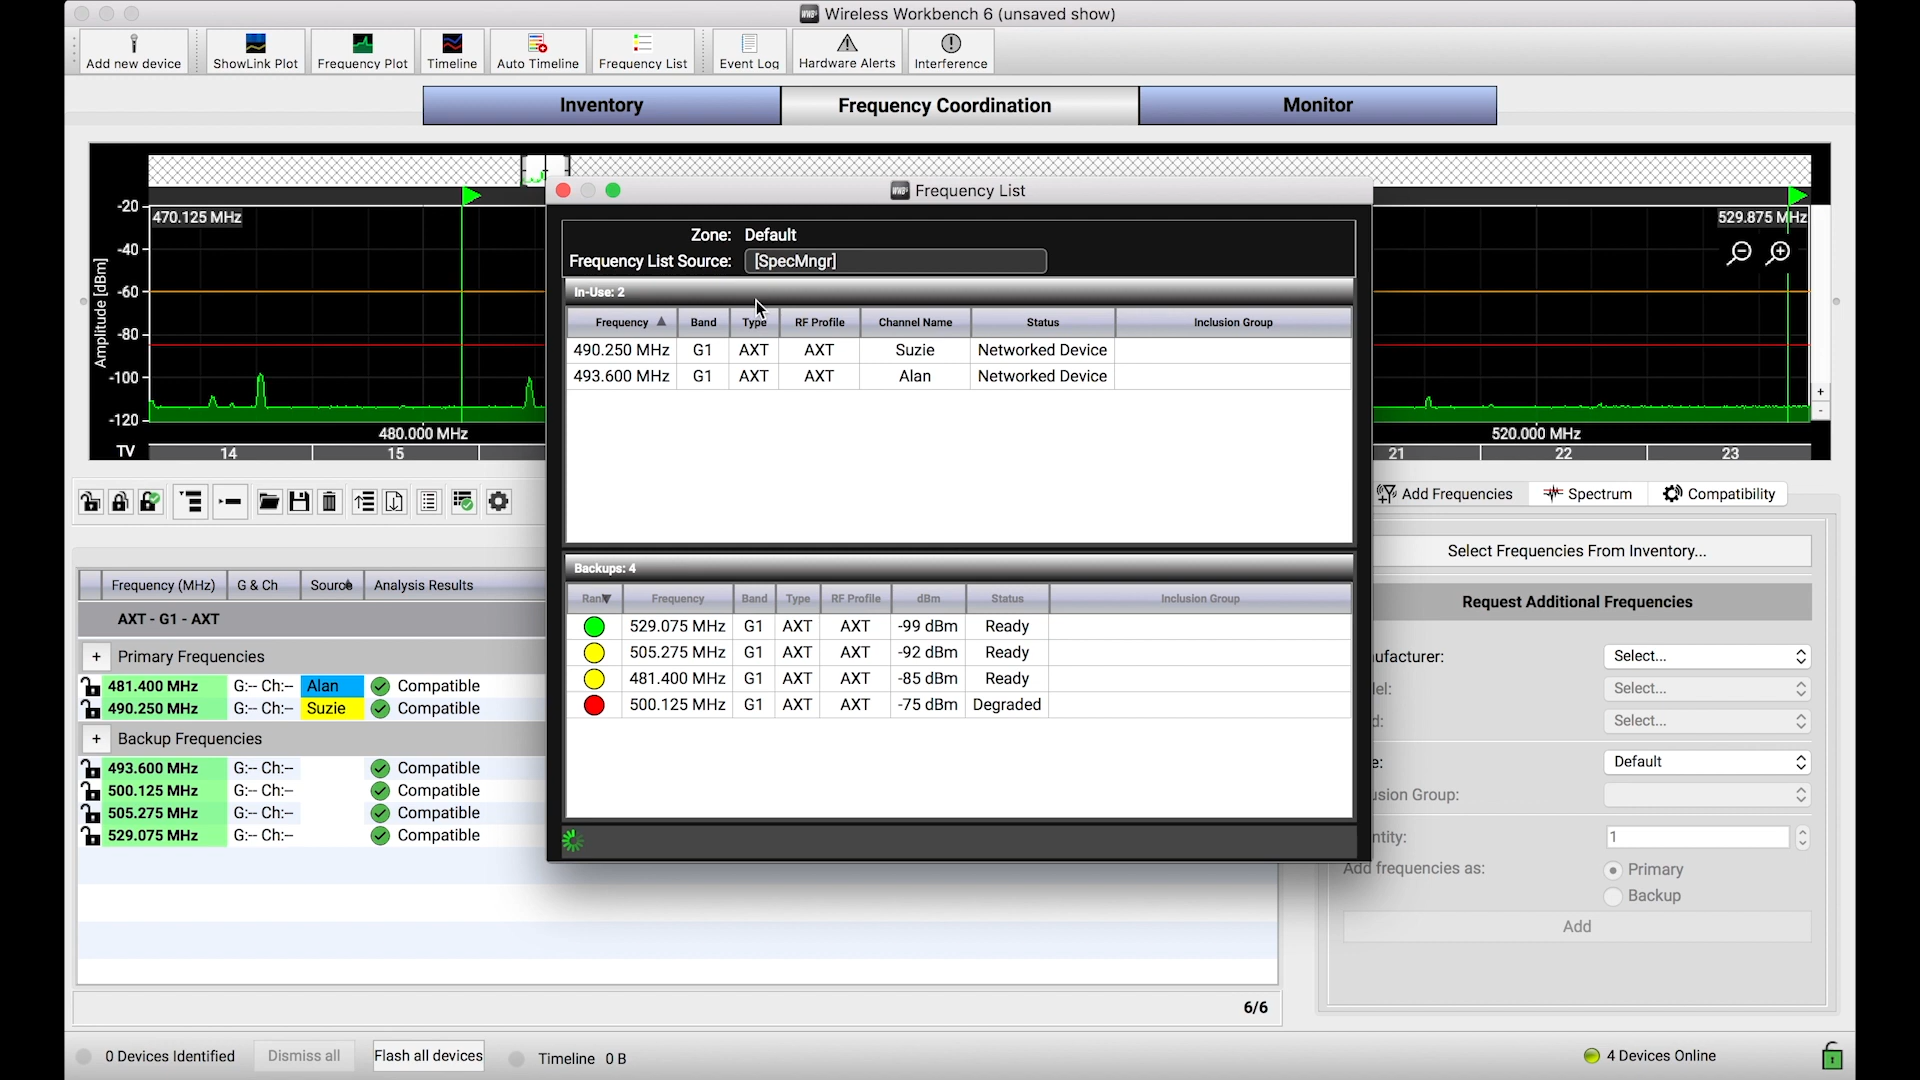 Wireless Workbench 6 (unsaved show)
Add new device
ShowLink Plot
Frequency Plot
Timeline
Auto Timeline
Frequency List
Event Log
Hardware Alerts
Interference
Inventory
Frequency Coordination
Monitor
Amplitude [dBm]
-20
-40
-60
-80
-100
-120
TV
470.125 MHz
529.875 MHz
480.000 MHz
520.000 MHz
14
15
21
22
23
+
-
Frequency List
Zone: Default
Frequency List Source: [SpecMngr]
In-Use: 2
Frequency Band Type RF Profile Channel Name Status Inclusion Group
490.250 MHz G1 AXT AXT Suzie Networked Device
493.600 MHz G1 AXT AXT Alan Networked Device
Backups: 4
Frequency Band Type RF Profile dBm Status Inclusion Group
529.075 MHz G1 AXT AXT -99 dBm Ready
505.275 MHz G1 AXT AXT -92 dBm Ready
481.400 MHz G1 AXT AXT -85 dBm Ready
500.125 MHz G1 AXT AXT -75 dBm Degraded
Frequency (MHz) G & Ch Source Analysis Results
AXT - G1 - AXT
+ Primary Frequencies
481.400 MHz G:-- Ch:-- Alan Compatible
490.250 MHz G:-- Ch:-- Suzie Compatible
+ Backup Frequencies
493.600 MHz G:-- Ch:-- Compatible
500.125 MHz G:-- Ch:-- Compatible
505.275 MHz G:-- Ch:-- Compatible
529.075 MHz G:-- Ch:-- Compatible
6/6
Add Frequencies
Spectrum
Compatibility
Select Frequencies From Inventory...
Request Additional Frequencies
ufacturer: Select...
el: Select...
d: Select...
e: Default
usion Group:
ntity: 1
Add frequencies as: Primary
Backup
Add
0 Devices Identified
Dismiss all
Flash all devices
Timeline 0 B
4 Devices Online